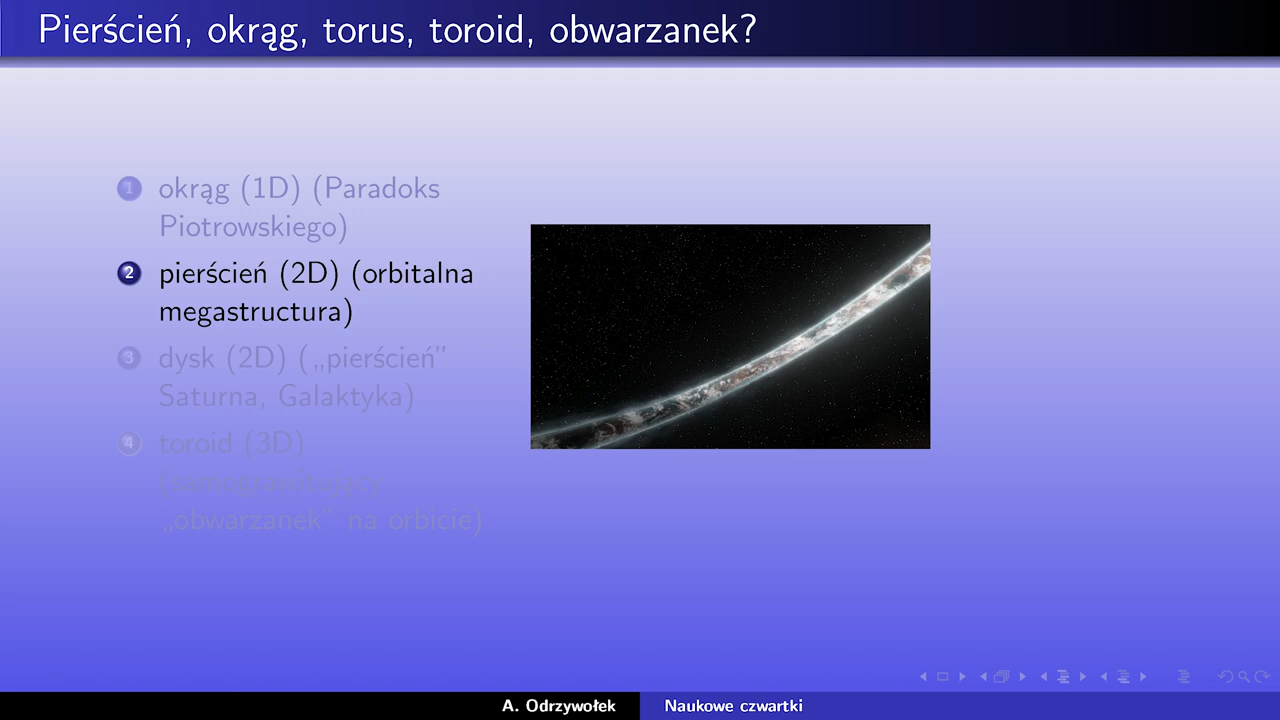 Pierścień, okrąg, torus, toroid, obwarzanek?
1 okrąg (1D) (Paradoks
Piotrowskiego)
2 pierścień (2D) (orbitalna
megastructura)
3 dysk (2D) („pierścień”
Saturna, Galaktyka)
4 toroid (3D)
(samograwitujący
„obwarzanek” na orbicie)
A. Odrzywołek
Naukowe czwartki